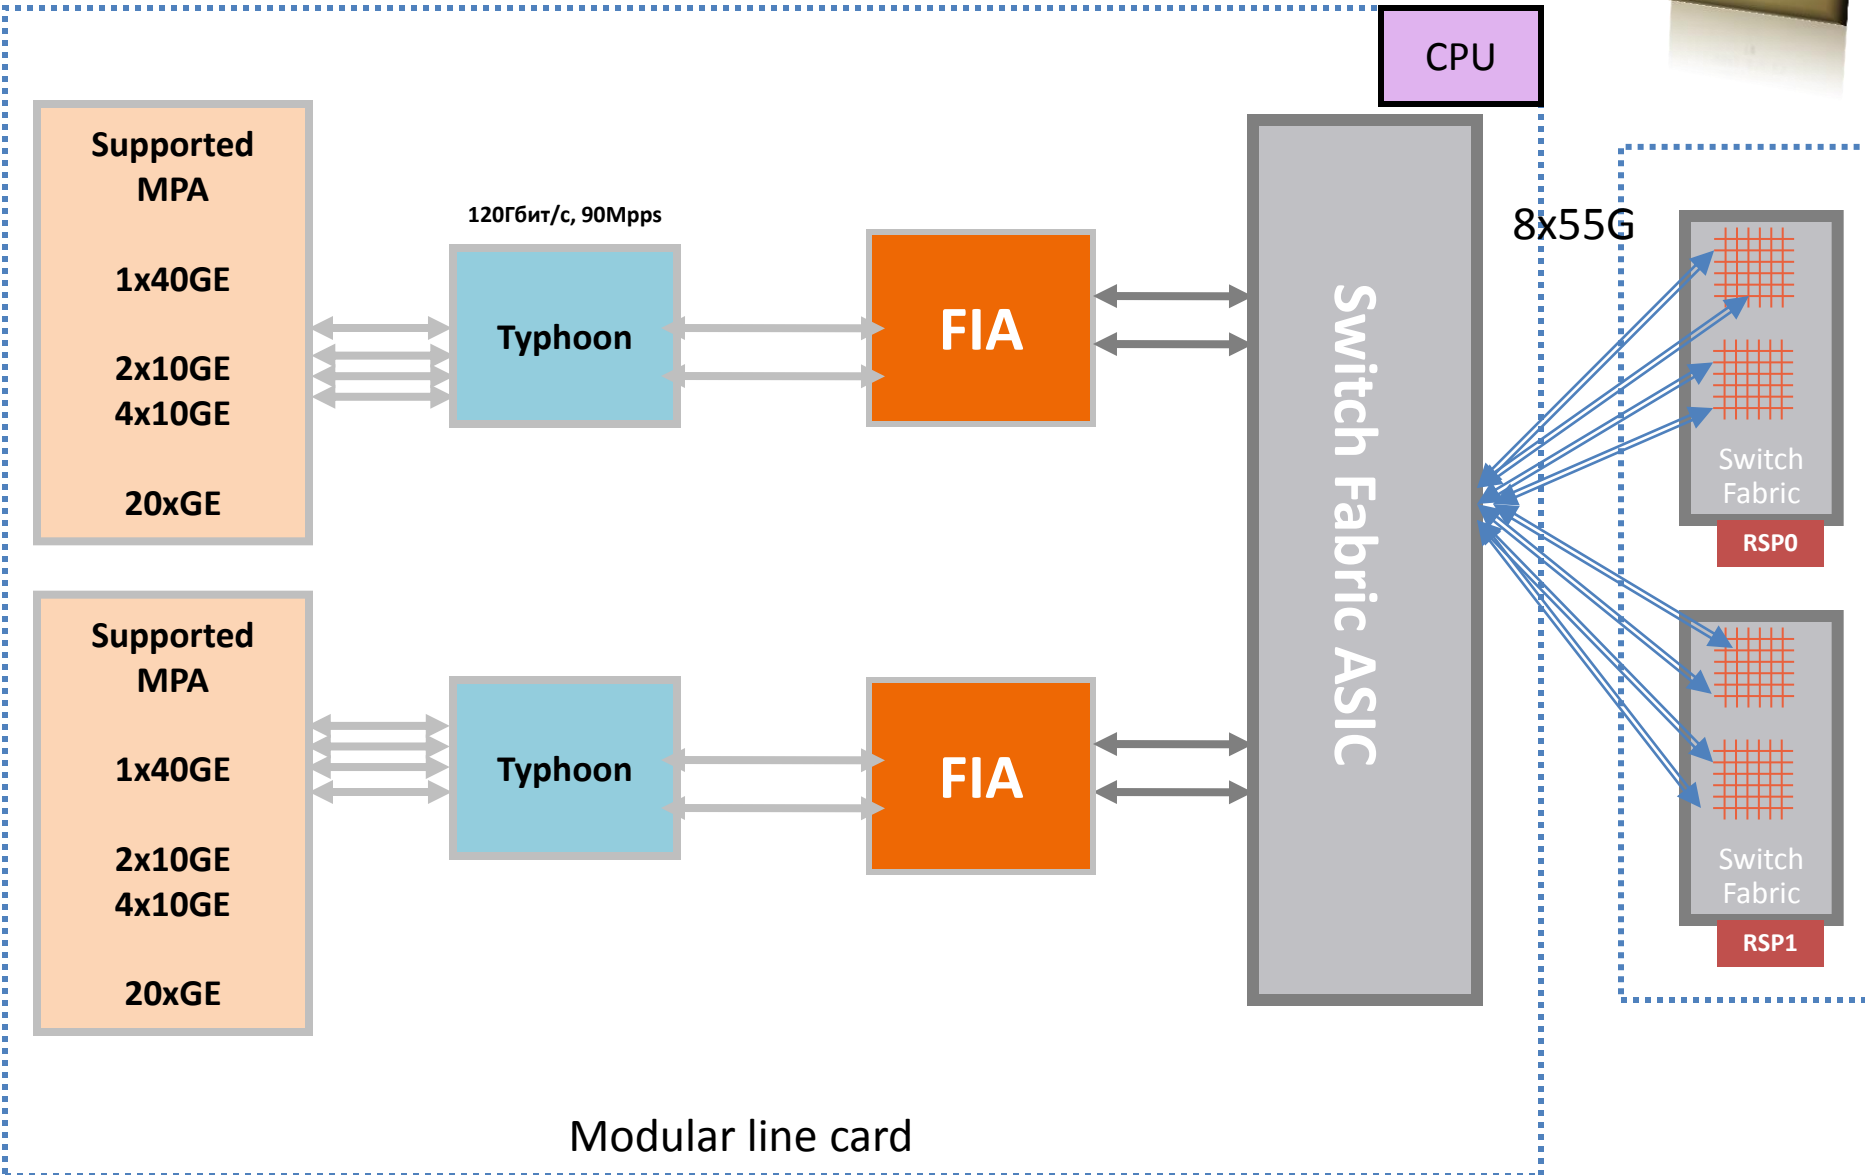 CPU
Supported
MPA
1x40GE
2x10GE
4x10GE
20xGE
120Гбит/с, 90Mpps
Typhoon
FIA
Switch Fabric ASIC
8x55G
Switch
Fabric
RSP0
Supported
MPA
1x40GE
2x10GE
4x10GE
20xGE
Typhoon
FIA
Switch
Fabric
RSP1
Modular line card